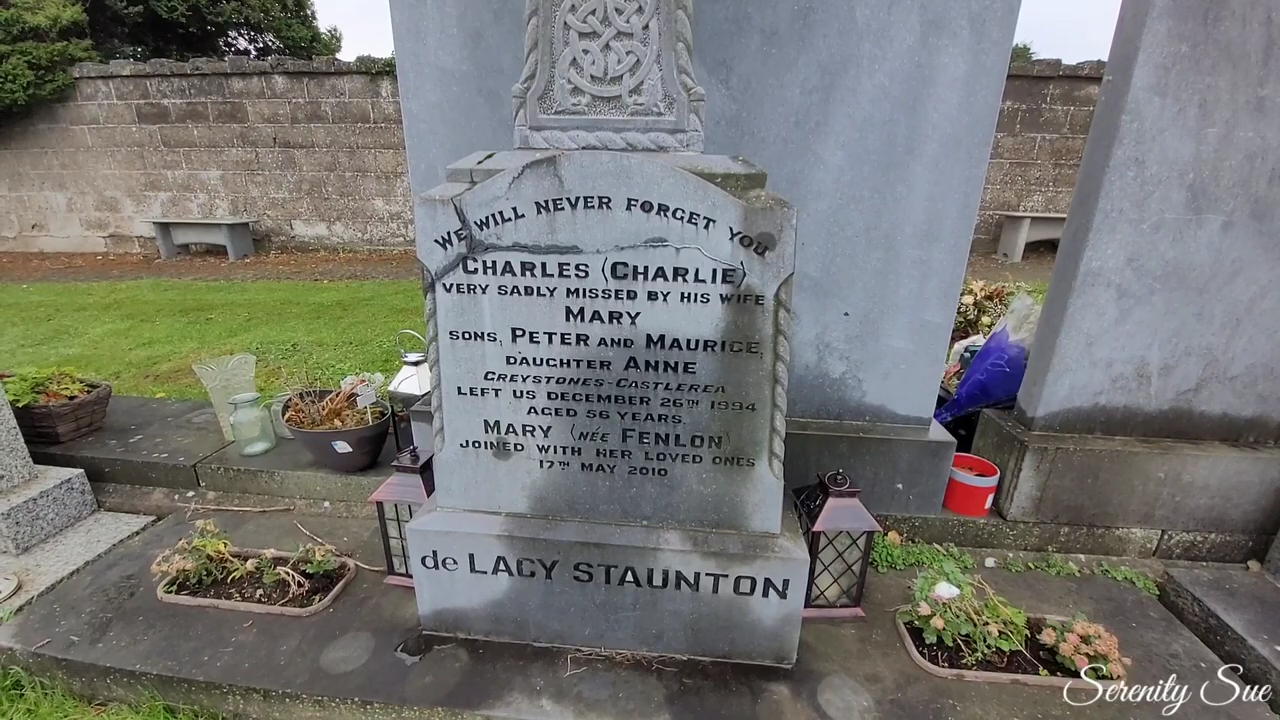 WE WILL NEVER FORGET YOU
CHARLES (CHARLIE)
VERY SADLY MISSED BY HIS WIFE
MARY
SONS, PETER AND MAURICE,
DAUGHTER ANNE
GREYSTONES-CASTLEREA
LEFT US DECEMBER 26TH 1994
AGED 56 YEARS.
MARY (NÉE FENLON)
JOINED WITH HER LOVED ONES
17TH MAY 2010
de LACY STAUNTON
Serenity Sue